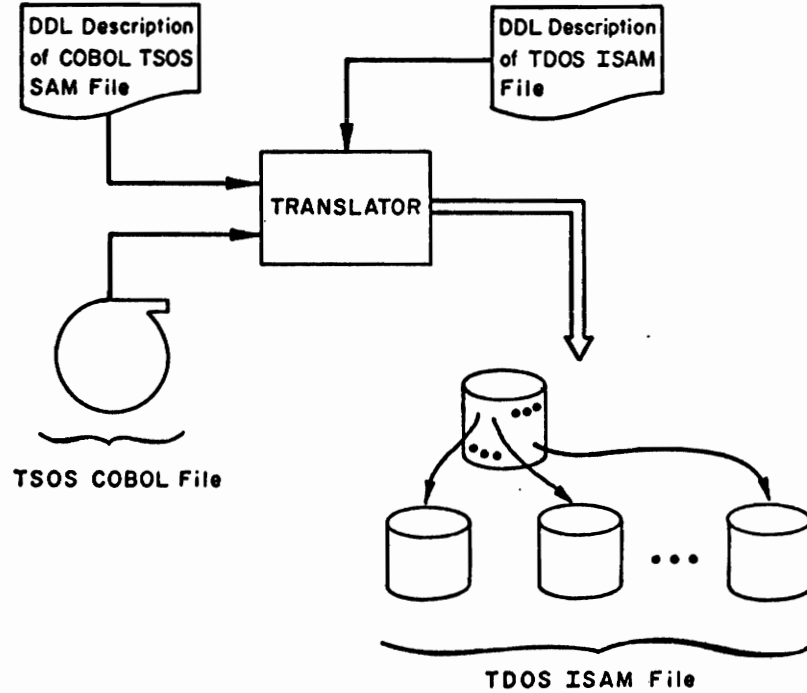 DDL Description
of COBOL TSOS
SAM File
DDL Description
of TDOS ISAM
File
TRANSLATOR
TSOS COBOL File
TDOS ISAM File